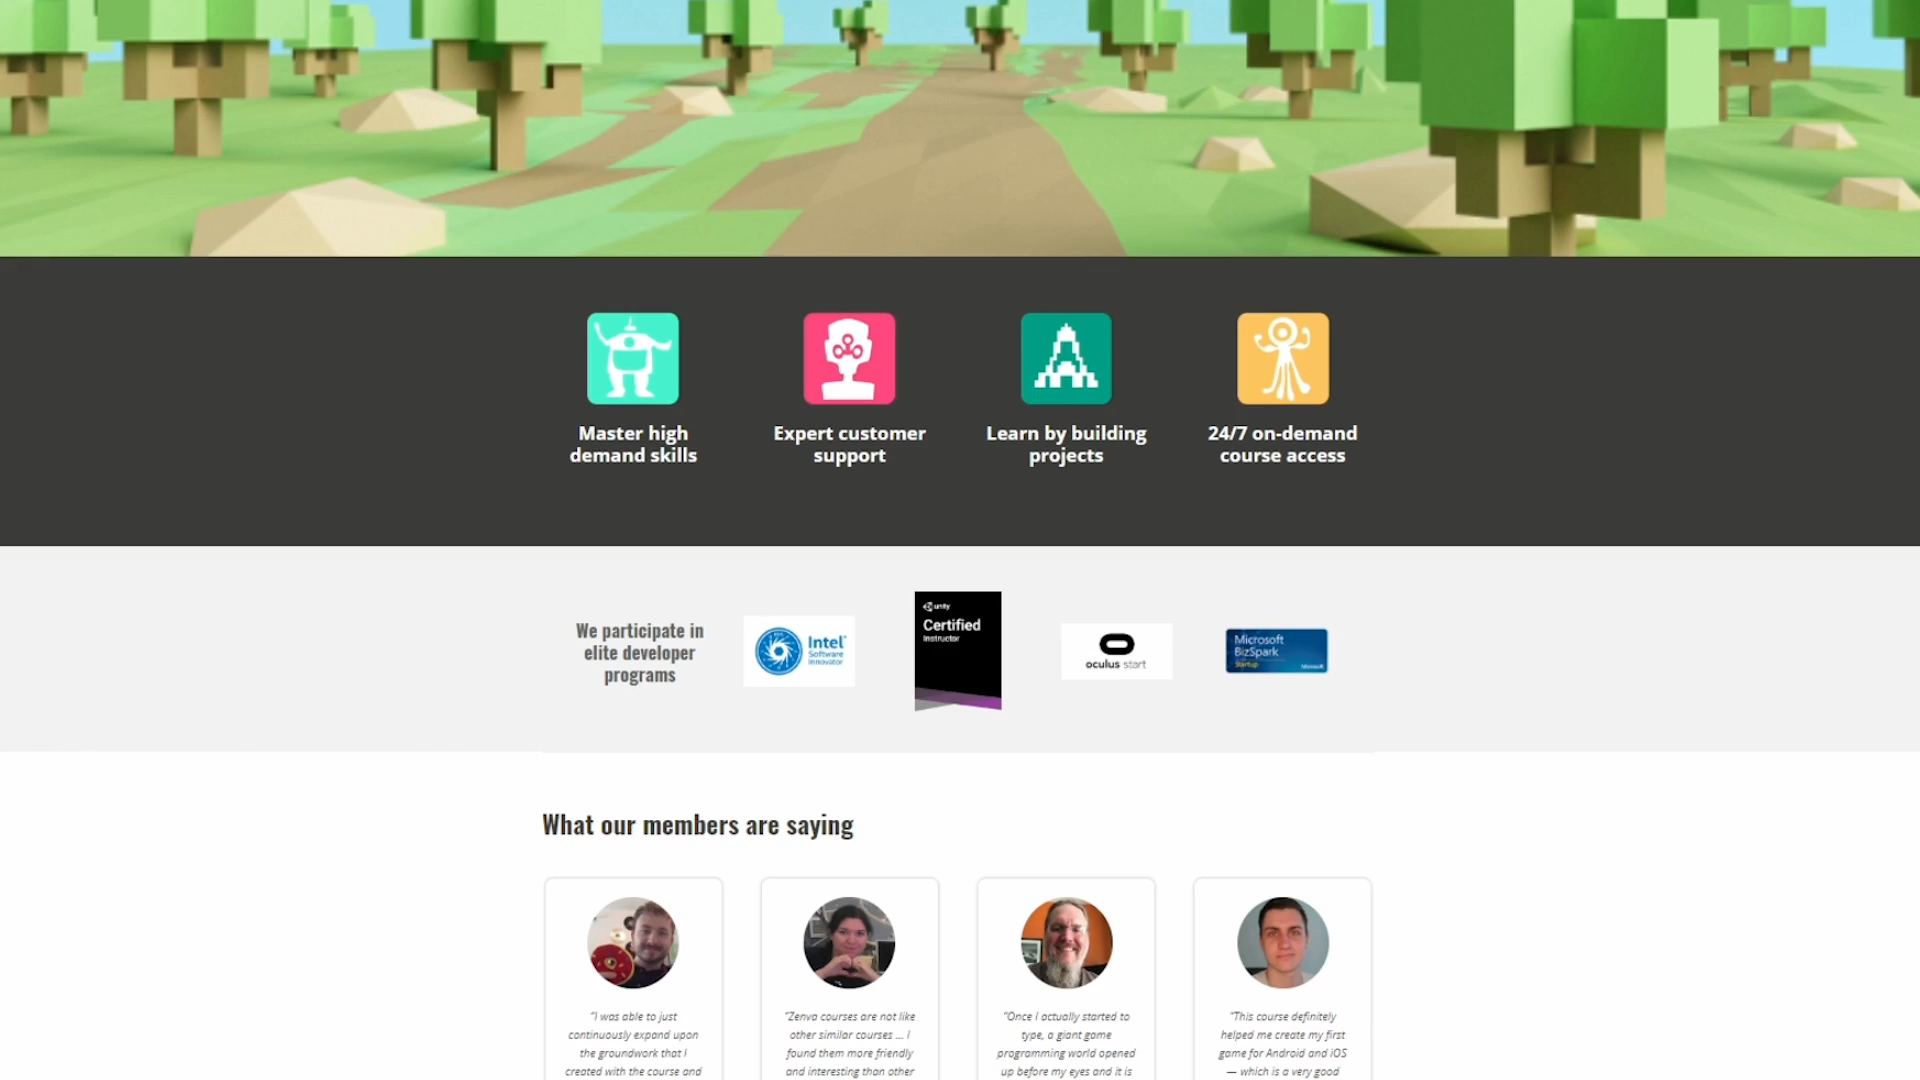 Master high
demand skills
Expert customer
support
Learn by building
projects
24/7 on-demand
course access
We participate in
elite developer
programs
Intel
Software
Innovator
unity
Certified
Instructor
oculus start
Microsoft
BizSpark
Startup
Microsoft
What our members are saying
"I was able to just
continuously expand upon
the groundwork that I
created with the course and
"Zenva courses are not like
other similar courses ... I
found them more friendly
and interesting than other
"Once I actually started to
type, a giant game
programming world opened
up before my eyes and it is
"This course definitely
helped me create my first
game for Android and iOS
— which is a very good